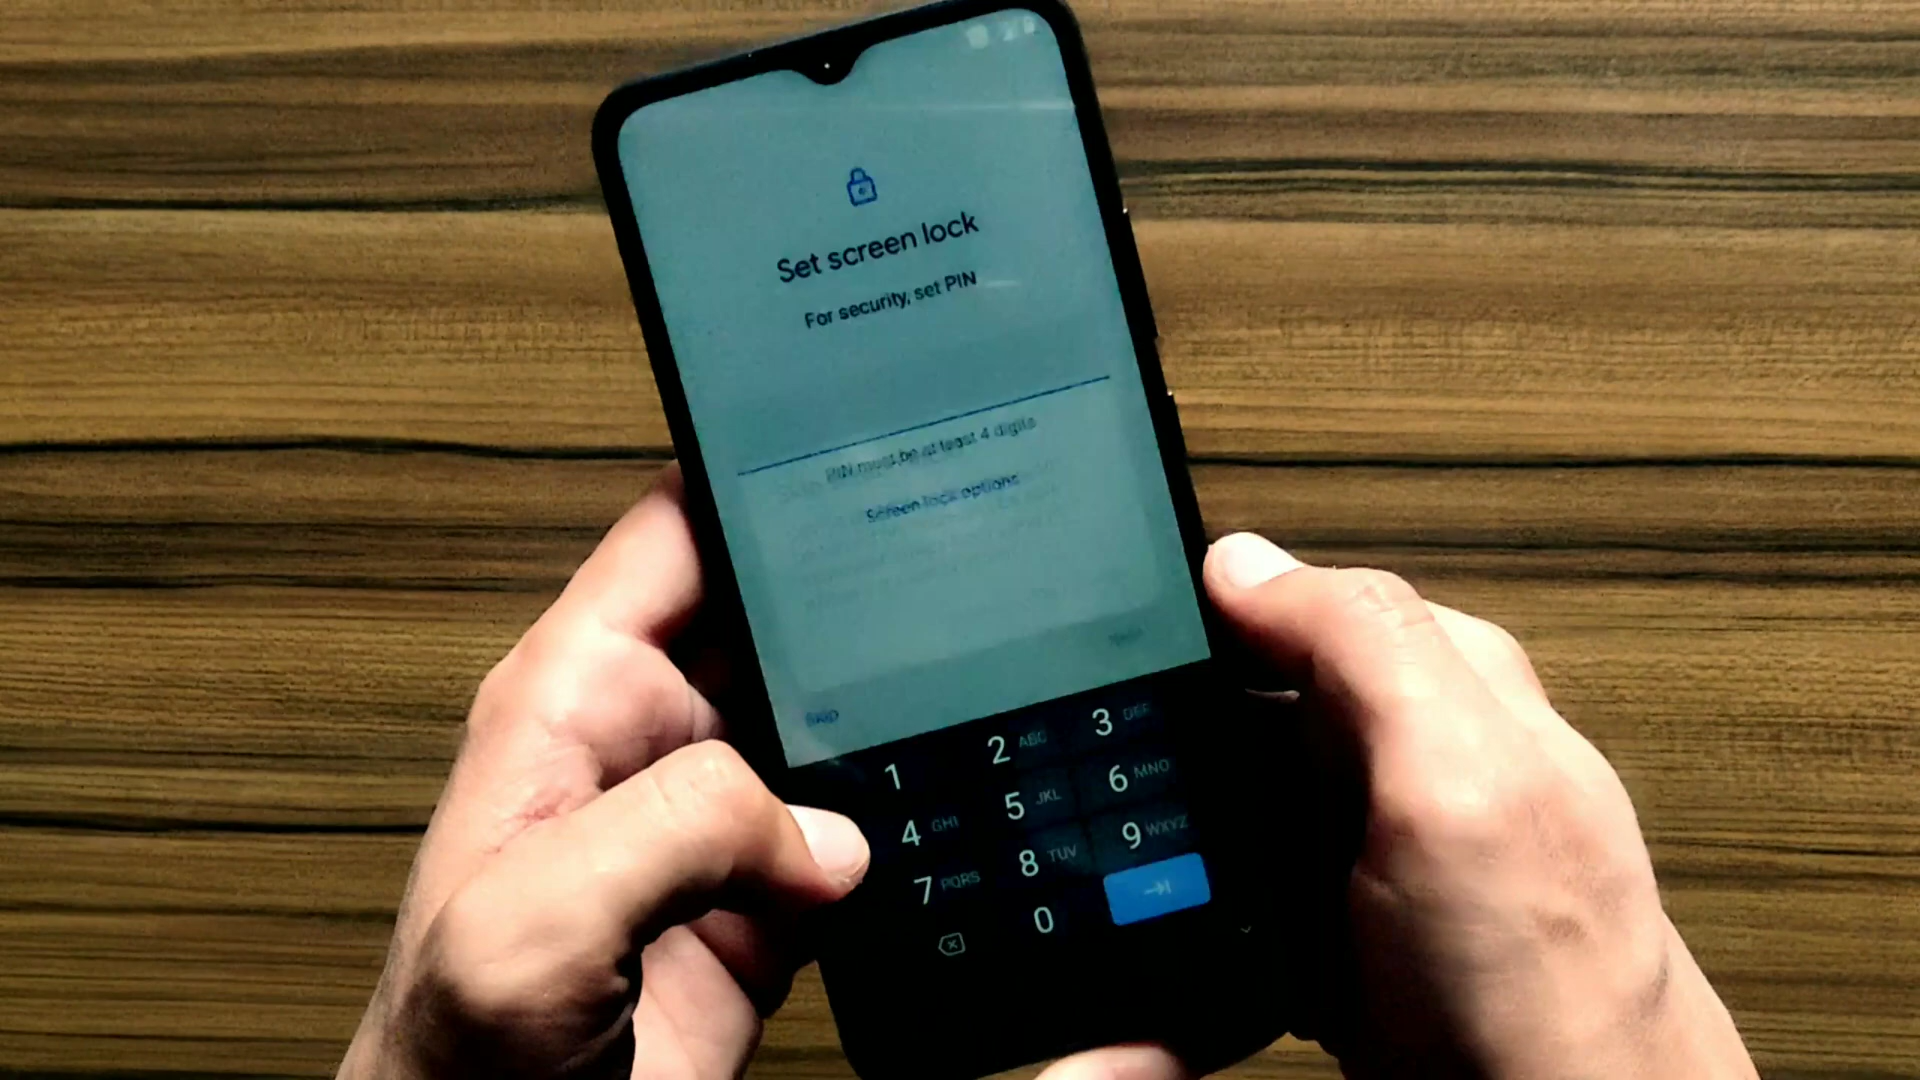 Set screen lock
For security, set PIN
PIN must be at least 4 digits
Screen lock options
Skip
1
2 ABC
3 DEF
4 GHI
5 JKL
6 MNO
7 PQRS
8 TUV
9 WXYZ
0